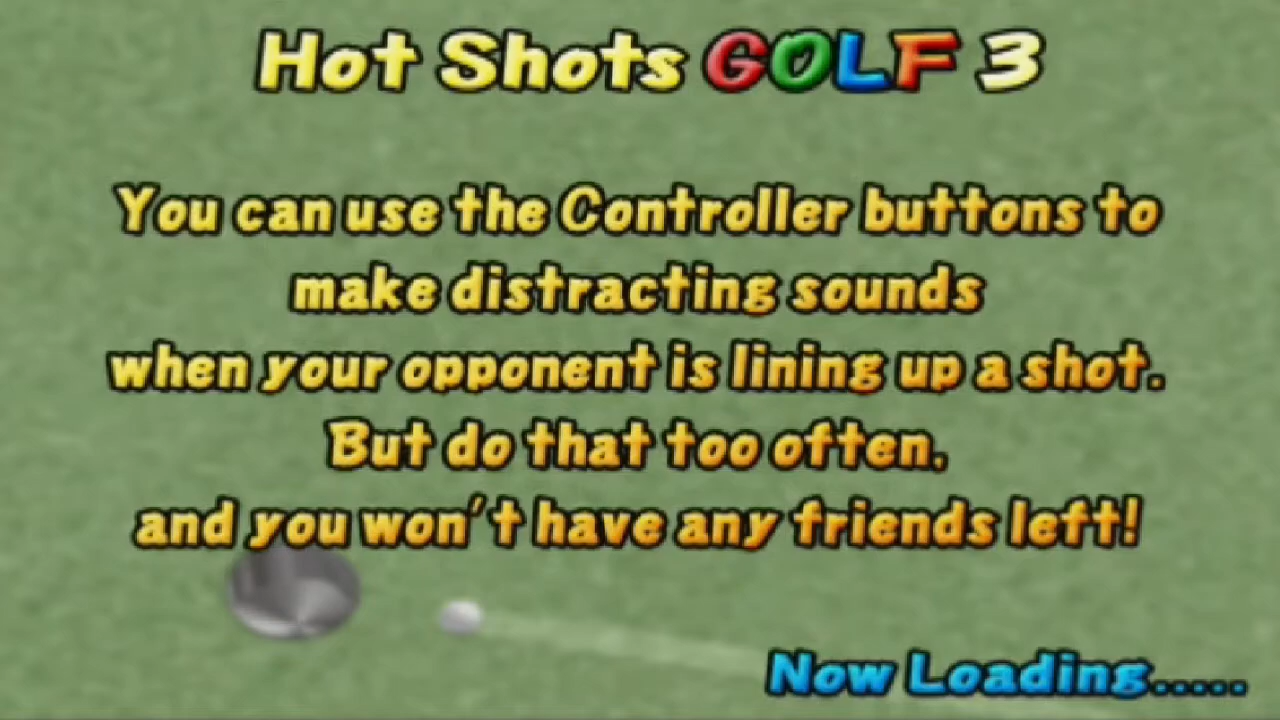 Hot Shots GOLF 3
You can use the Controller buttons to
make distracting sounds
when your opponent is lining up a shot.
But do that too often,
and you won't have any friends left!
Now Loading.....